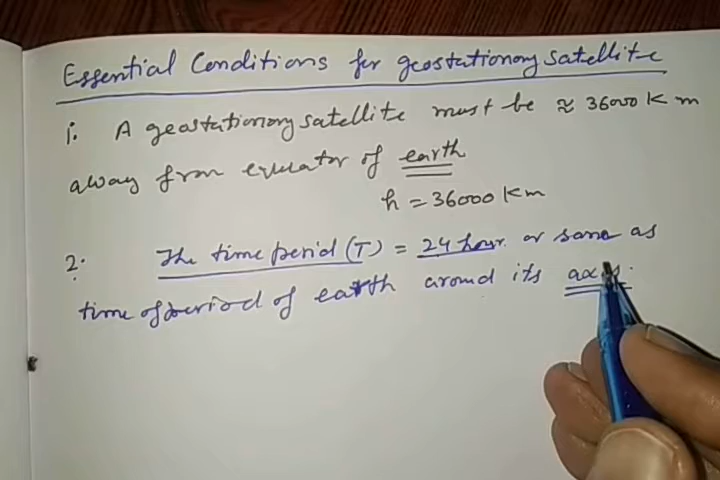 Essential Conditions for geostationary satellite
1. A geostationary satellite must be ≈ 36000 km
away from equator of earth
h = 36000 km
2. The time period (T) = 24 hour. or same as
time of period of earth around its axis.